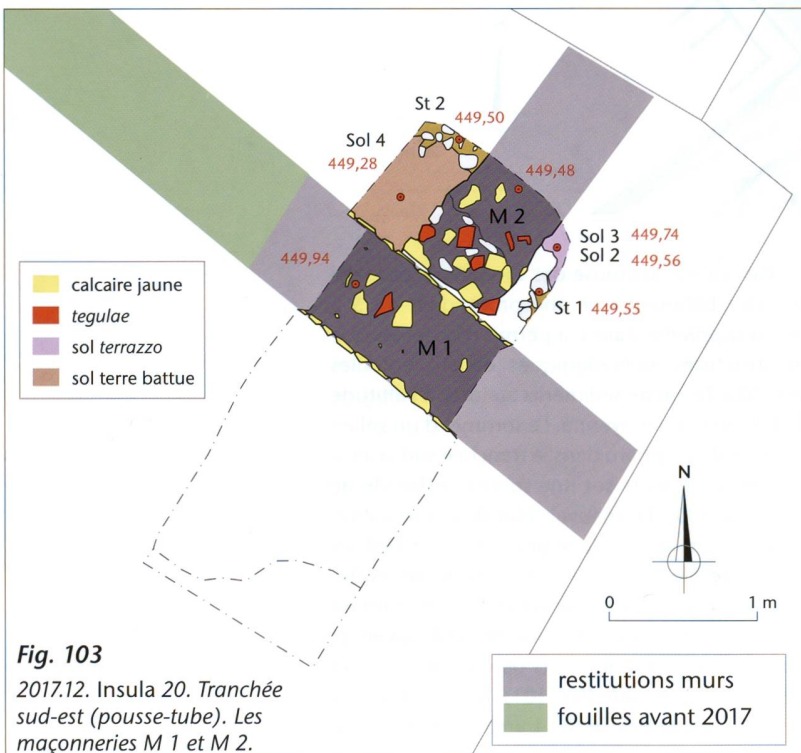 St 2
449,50
Sol 4
449,28
449,48
M 2
Sol 3 449,74
Sol 2 449,56
449,94
St 1 449,55
M 1
calcaire jaune
tegulae
sol terrazzo
sol terre battue
N
0 1 m
Fig. 103
2017.12. Insula 20. Tranchée
sud-est (pousse-tube). Les
maçonneries M 1 et M 2.
restitutions murs
fouilles avant 2017